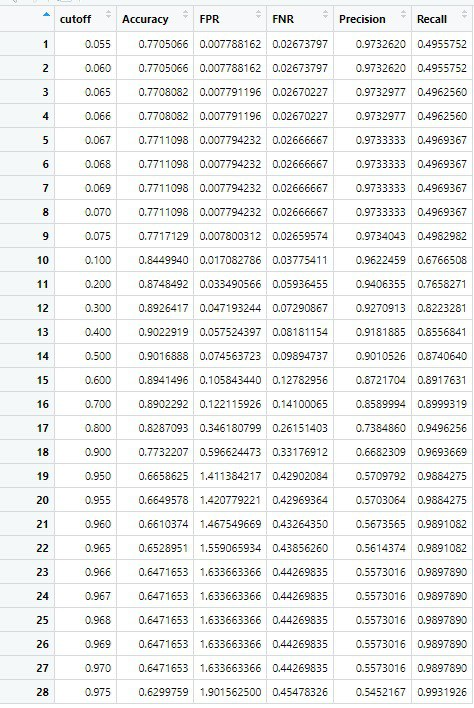 cutoff Accuracy FPR FNR Precision Recall
1 0.055 0.7705066 0.007788162 0.02673797 0.9732620 0.4955752
2 0.060 0.7705066 0.007788162 0.02673797 0.9732620 0.4955752
3 0.065 0.7708082 0.007791196 0.02670227 0.9732977 0.4962560
4 0.066 0.7708082 0.007791196 0.02670227 0.9732977 0.4962560
5 0.067 0.7711098 0.007794232 0.02666667 0.9733333 0.4969367
6 0.068 0.7711098 0.007794232 0.02666667 0.9733333 0.4969367
7 0.069 0.7711098 0.007794232 0.02666667 0.9733333 0.4969367
8 0.070 0.7711098 0.007794232 0.02666667 0.9733333 0.4969367
9 0.075 0.7717129 0.007800312 0.02659574 0.9734043 0.4982982
10 0.100 0.8449940 0.017082786 0.03775411 0.9622459 0.6766508
11 0.200 0.8748492 0.033490566 0.05936455 0.9406355 0.7658271
12 0.300 0.8926417 0.047193244 0.07290867 0.9270913 0.8223281
13 0.400 0.9022919 0.057524397 0.08181154 0.9181885 0.8556841
14 0.500 0.9016888 0.074563723 0.09894737 0.9010526 0.8740640
15 0.600 0.8941496 0.105843440 0.12782956 0.8721704 0.8917631
16 0.700 0.8902292 0.122115926 0.14100065 0.8589994 0.8999319
17 0.800 0.8287093 0.346180799 0.26151403 0.7384860 0.9496256
18 0.900 0.7732207 0.596624473 0.33176912 0.6682309 0.9693669
19 0.950 0.6658625 1.411384217 0.42902084 0.5709792 0.9884275
20 0.955 0.6649578 1.420779221 0.42969364 0.5703064 0.9884275
21 0.960 0.6610374 1.467549669 0.43264350 0.5673565 0.9891082
22 0.965 0.6528951 1.559065934 0.43856260 0.5614374 0.9891082
23 0.966 0.6471653 1.633663366 0.44269835 0.5573016 0.9897890
24 0.967 0.6471653 1.633663366 0.44269835 0.5573016 0.9897890
25 0.968 0.6471653 1.633663366 0.44269835 0.5573016 0.9897890
26 0.969 0.6471653 1.633663366 0.44269835 0.5573016 0.9897890
27 0.970 0.6471653 1.633663366 0.44269835 0.5573016 0.9897890
28 0.975 0.6299759 1.901562500 0.45478326 0.5452167 0.9931926